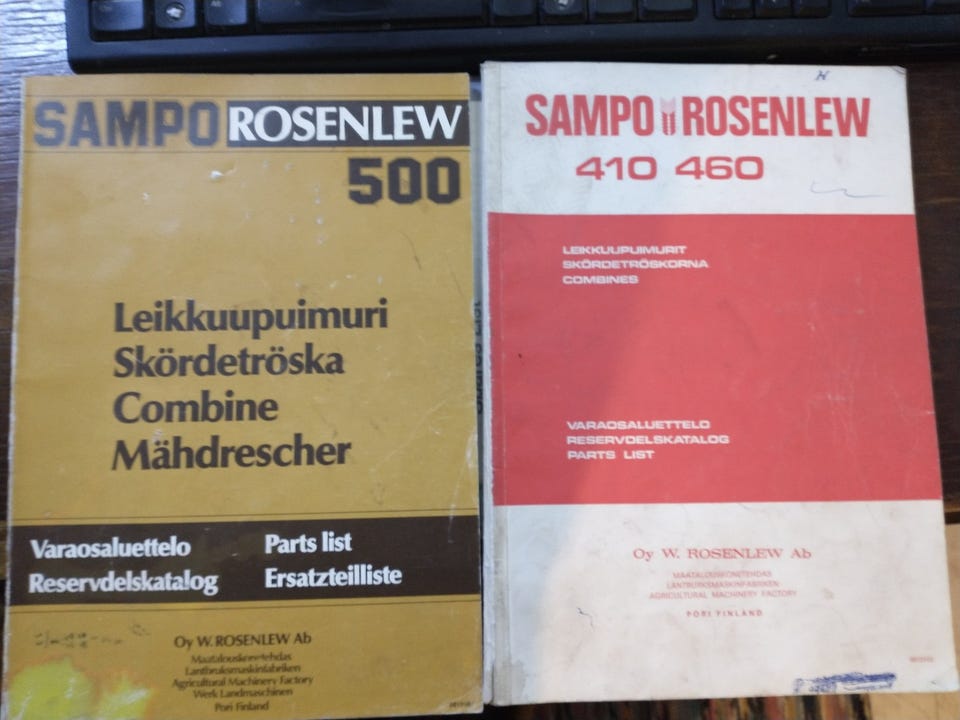 SAMPO ROSENLEW
500
Leikkuupuimuri
Skördetröska
Combine
Mähdrescher
Varaosaluettelo
Reservdelskatalog
Parts list
Ersatzteilliste
Oy W. ROSENLEW Ab
Maatalouskonetehdas
Lantbruksmaskinfabriken
Agricultural Machinery Factory
Werk Landmaschinen
Pori Finland
SAMPO ROSENLEW
410 460
LEIKKUUPUIMURIT
SKÖRDETRÖSKORNA
COMBINES
VARAOSALUETTELO
RESERVDELSKATALOG
PARTS LIST
Oy W. ROSENLEW Ab
MAATALOUSKONETEHDAS
LANTBRUKSMASKINFABRIKEN
AGRICULTURAL MACHINERY FACTORY
PORI FINLAND